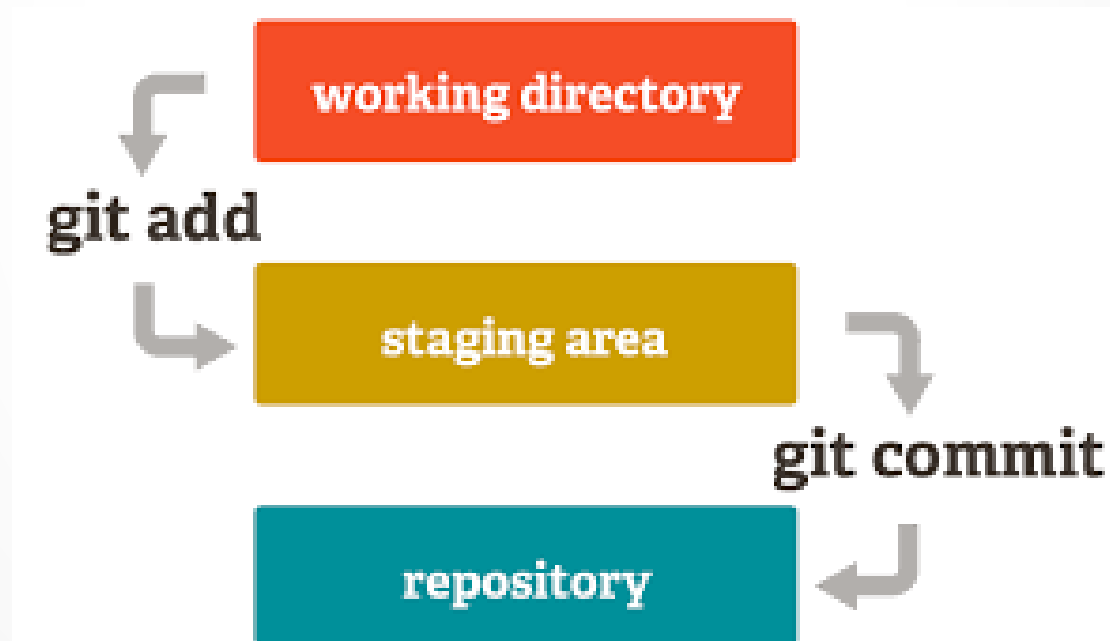 working directory
git add
staging area
git commit
repository